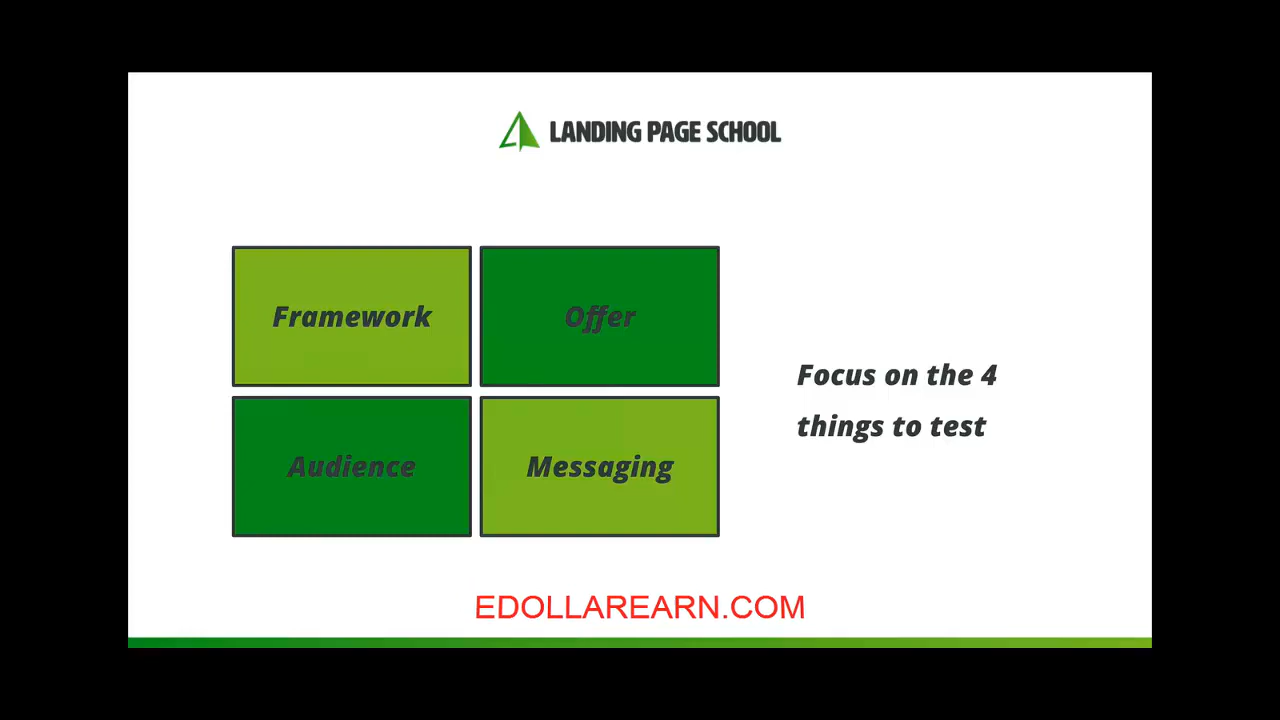 LANDING PAGE SCHOOL
Framework
Offer
Audience
Messaging
Focus on the 4
things to test
EDOLLAREARN.COM